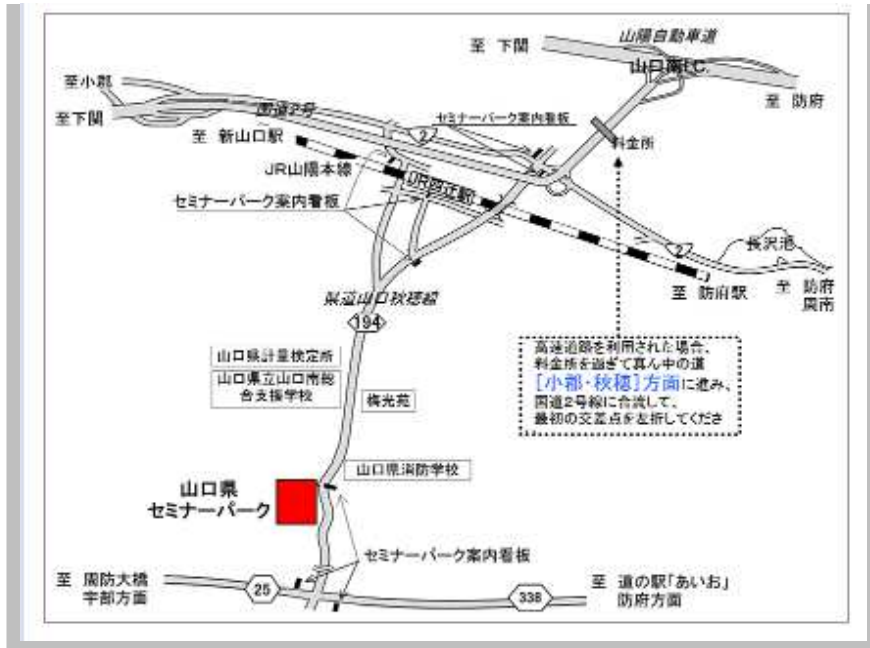 山陽自動車道
至 下関
山口南I.C.
至小郡
至 防府
国道2号
セミナーパーク案内看板
至下関
2
至 新山口駅
料金所
JR山陽本線
JR四辻駅
セミナーパーク案内看板
2
長沢池
至 防府駅
至 防府
周南
県道山口秋穂線
194
高速道路を利用された場合、
料金所を過ぎて真ん中の道
[小郡・秋穂]方面に進み、
国道2号線に合流して、
最初の交差点を左折してくださ
山口県計量検定所
山口県立山口南総
合支援学校
梅光苑
山口県消防学校
山口県
セミナーパーク
セミナーパーク案内看板
至 周防大橋
宇部方面
25
338
至 道の駅「あいお」
防府方面